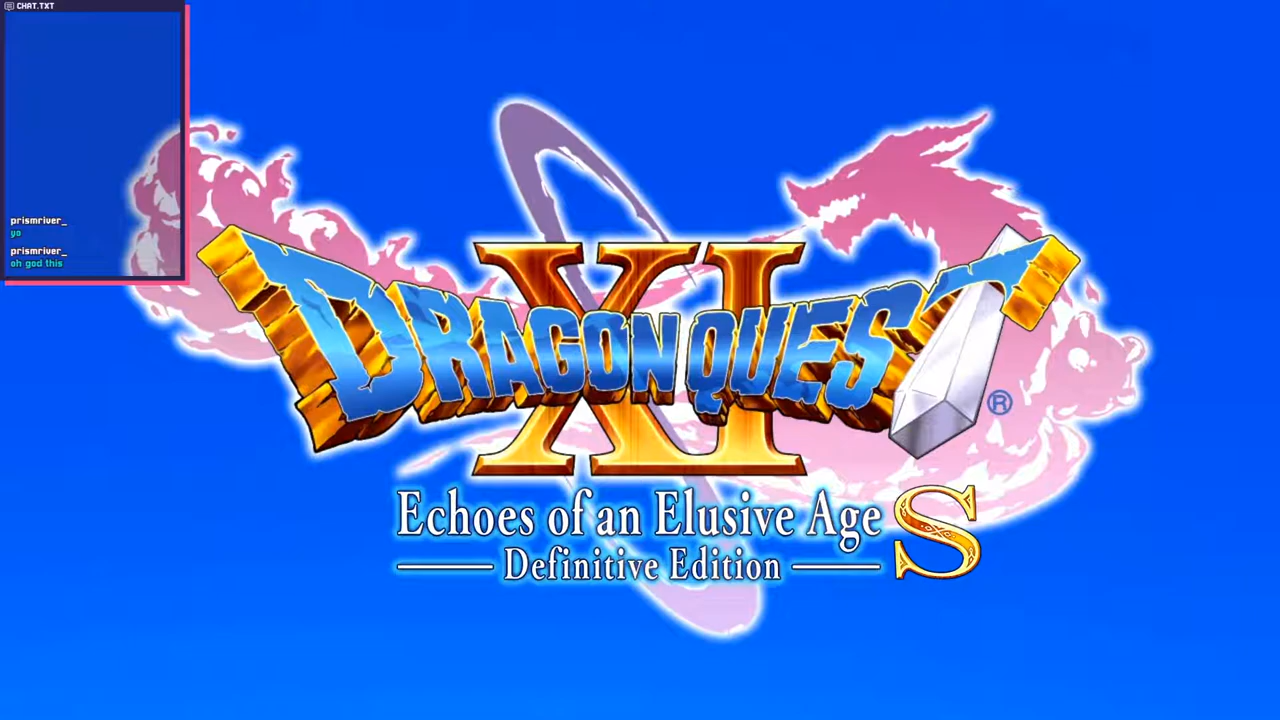 CHAT.TXT
prismriver_
yo
prismriver_
oh god this
XI
DRAGON QUEST
®
Echoes of an Elusive Age S
Definitive Edition